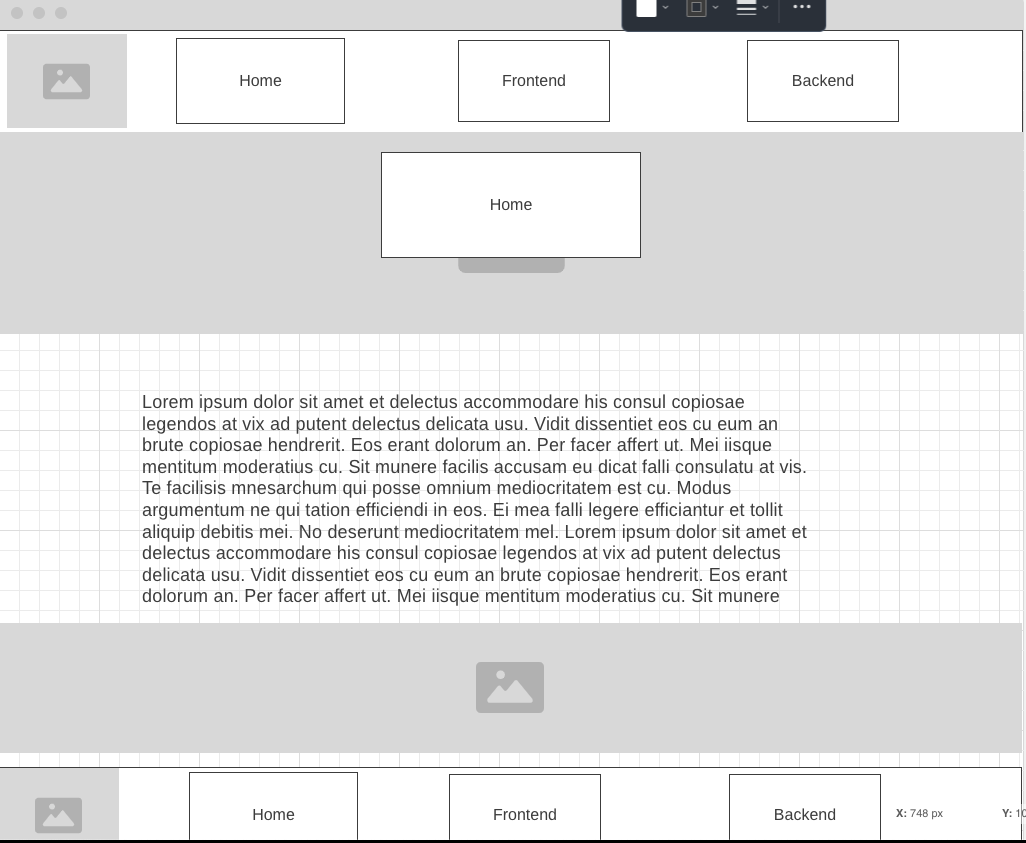 Home
Frontend
Backend
Home
Lorem ipsum dolor sit amet et delectus accommodare his consul copiosae
legendos at vix ad putent delectus delicata usu. Vidit dissentiet eos cu eum an
brute copiosae hendrerit. Eos erant dolorum an. Per facer affert ut. Mei iisque
mentitum moderatius cu. Sit munere facilis accusam eu dicat falli consulatu at vis.
Te facilisis mnesarchum qui posse omnium mediocritatem est cu. Modus
argumentum ne qui tation efficiendi in eos. Ei mea falli legere efficiantur et tollit
aliquip debitis mei. No deserunt mediocritatem mel. Lorem ipsum dolor sit amet et
delectus accommodare his consul copiosae legendos at vix ad putent delectus
delicata usu. Vidit dissentiet eos cu eum an brute copiosae hendrerit. Eos erant
dolorum an. Per facer affert ut. Mei iisque mentitum moderatius cu. Sit munere
Home
Frontend
Backend
X: 748 px
Y: